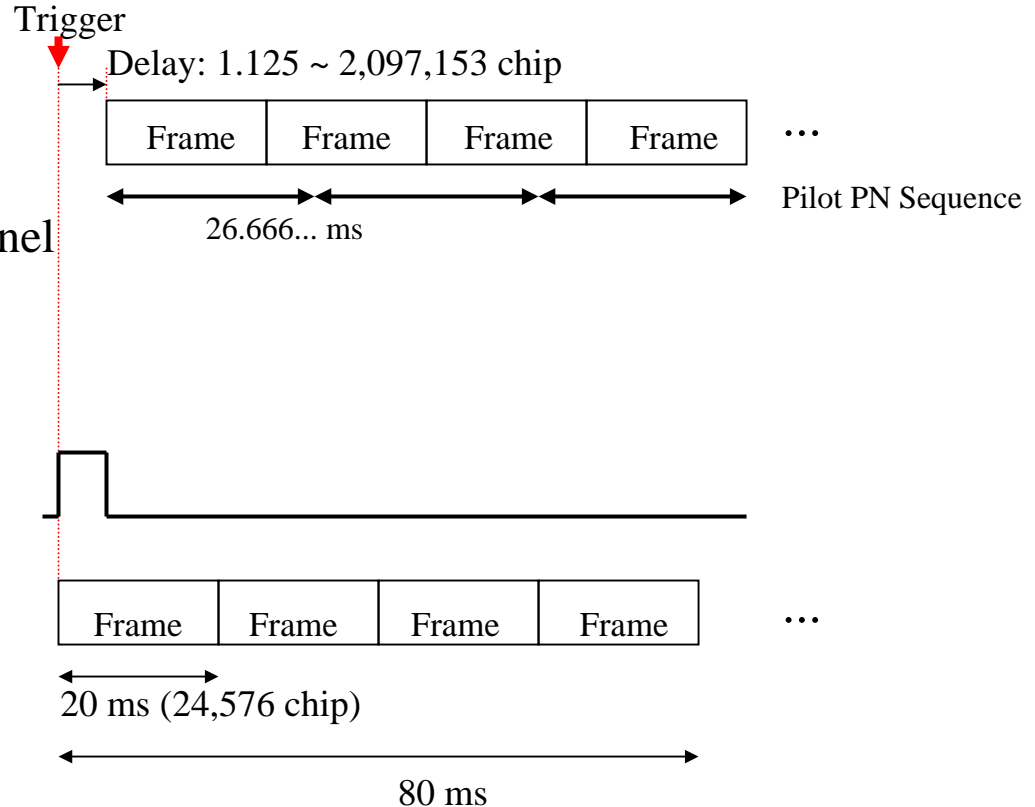 Trigger
Delay: 1.125 ~ 2,097,153 chip
Frame Frame Frame Frame ...
Pilot PN Sequence
26.666... ms
nel
Frame Frame Frame Frame ...
20 ms (24,576 chip)
80 ms